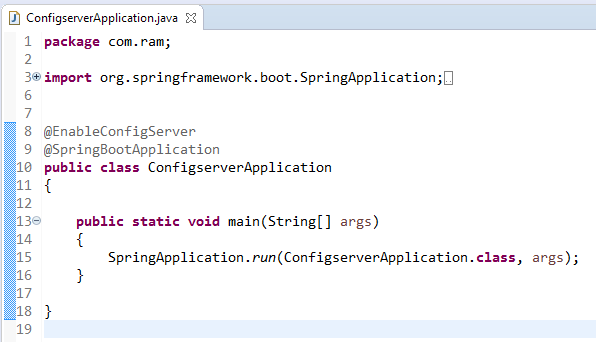 ConfigserverApplication.java
1 package com.ram;
2
3 import org.springframework.boot.SpringApplication;
6
7
8 @EnableConfigServer
9 @SpringBootApplication
10 public class ConfigserverApplication
11 {
12
13 public static void main(String[] args)
14 {
15 SpringApplication.run(ConfigserverApplication.class, args);
16 }
17
18 }
19